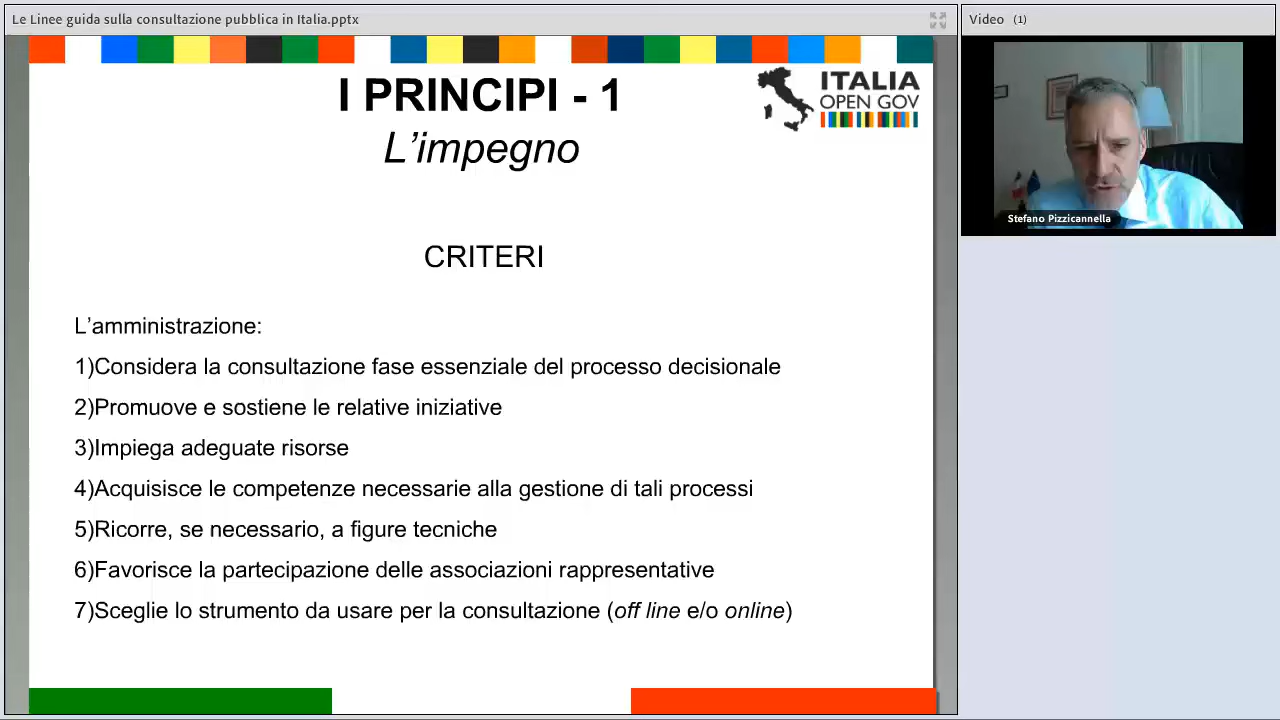 Le Linee guida sulla consultazione pubblica in Italia.pptx
Video (1)
I PRINCIPI - 1
L’impegno
ITALIA
OPEN GOV
Stefano Pizzicannella
CRITERI
L’amministrazione:
1)Considera la consultazione fase essenziale del processo decisionale
2)Promuove e sostiene le relative iniziative
3)Impiega adeguate risorse
4)Acquisisce le competenze necessarie alla gestione di tali processi
5)Ricorre, se necessario, a figure tecniche
6)Favorisce la partecipazione delle associazioni rappresentative
7)Sceglie lo strumento da usare per la consultazione (off line e/o online)